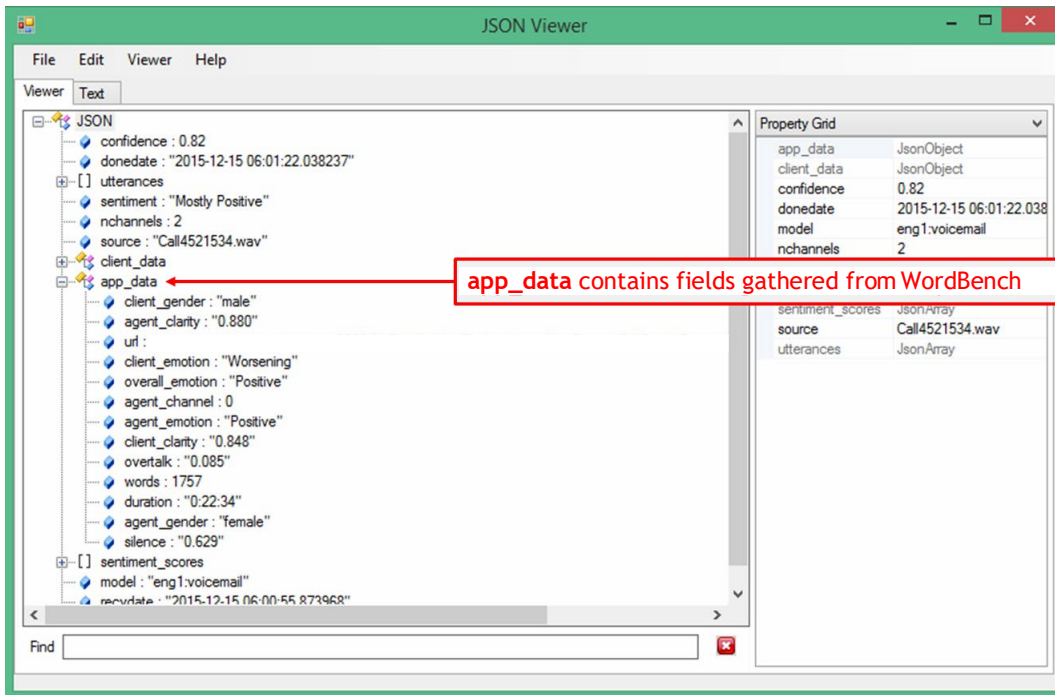 JSON Viewer
File Edit Viewer Help
Viewer Text
JSON
confidence : 0.82
donedate : "2015-12-15 06:01:22.038237"
[ ] utterances
sentiment : "Mostly Positive"
nchannels : 2
source : "Call4521534.wav"
client_data
app_data
client_gender : "male"
agent_clarity : "0.880"
url :
client_emotion : "Worsening"
overall_emotion : "Positive"
agent_channel : 0
agent_emotion : "Positive"
client_clarity : "0.848"
overtalk : "0.085"
words : 1757
duration : "0:22:34"
agent_gender : "female"
silence : "0.629"
[ ] sentiment_scores
model : "eng1:voicemail"
recvdate : "2015-12-15 06:00:55.873968"
Find
Property Grid
app_data JsonObject
client_data JsonObject
confidence 0.82
donedate 2015-12-15 06:01:22.038
model eng1:voicemail
nchannels 2
app_data contains fields gathered from WordBench
sentiment_scores JsonArray
source Call4521534.wav
utterances JsonArray